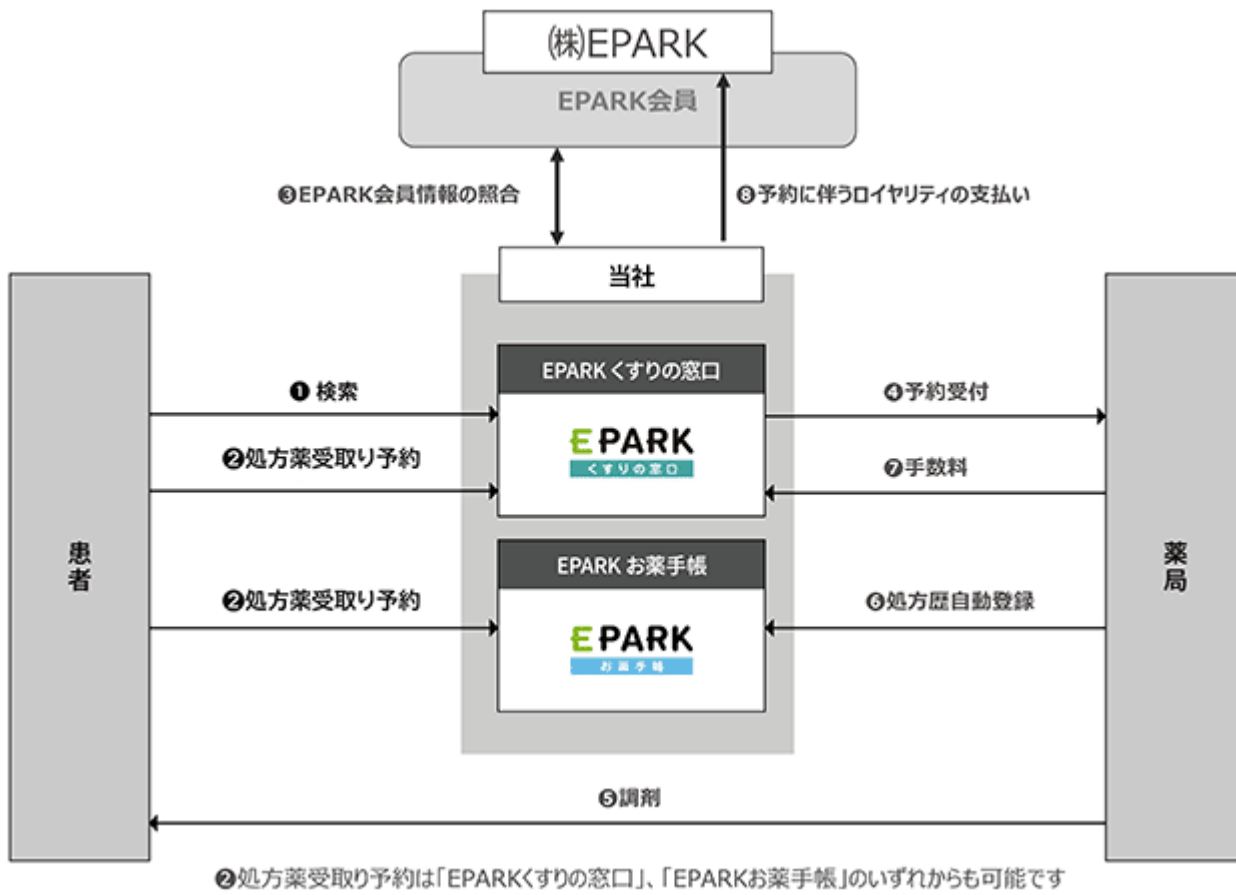 ㈱EPARK
EPARK会員
❸EPARK会員情報の照合
❽予約に伴うロイヤリティの支払い
当社
EPARK くすりの窓口
❶ 検索
❹予約受付
EPARK
くすりの窓口
❷処方薬受取り予約
❼手数料
患者
薬局
EPARK お薬手帳
❷処方薬受取り予約
❻処方歴自動登録
EPARK
お薬手帳
❺調剤
❷処方薬受取り予約は「EPARKくすりの窓口」、「EPARKお薬手帳」のいずれからも可能です